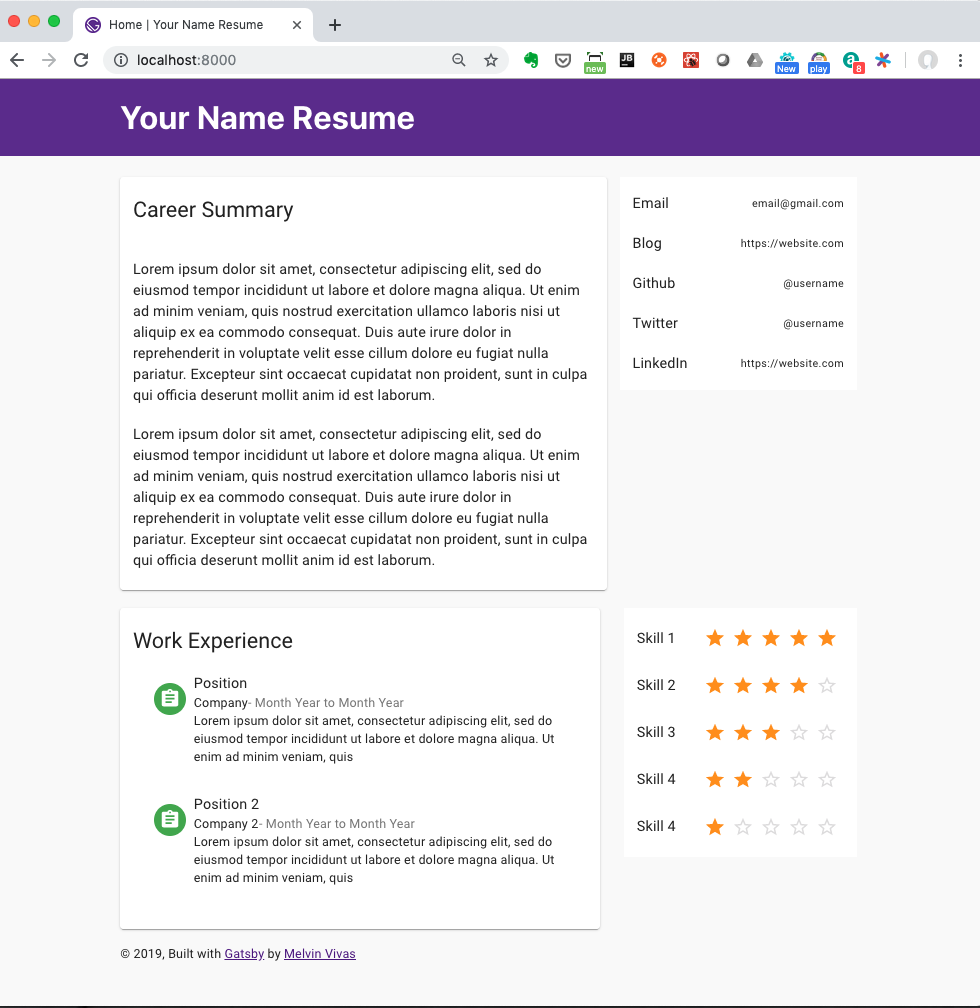 Home | Your Name Resume
localhost:8000
new
JB
New
play
a
8
Your Name Resume
Career Summary
Lorem ipsum dolor sit amet, consectetur adipiscing elit, sed do
eiusmod tempor incididunt ut labore et dolore magna aliqua. Ut enim
ad minim veniam, quis nostrud exercitation ullamco laboris nisi ut
aliquip ex ea commodo consequat. Duis aute irure dolor in
reprehenderit in voluptate velit esse cillum dolore eu fugiat nulla
pariatur. Excepteur sint occaecat cupidatat non proident, sunt in culpa
qui officia deserunt mollit anim id est laborum.
Lorem ipsum dolor sit amet, consectetur adipiscing elit, sed do
eiusmod tempor incididunt ut labore et dolore magna aliqua. Ut enim
ad minim veniam, quis nostrud exercitation ullamco laboris nisi ut
aliquip ex ea commodo consequat. Duis aute irure dolor in
reprehenderit in voluptate velit esse cillum dolore eu fugiat nulla
pariatur. Excepteur sint occaecat cupidatat non proident, sunt in culpa
qui officia deserunt mollit anim id est laborum.
Email email@gmail.com
Blog https://website.com
Github @username
Twitter @username
LinkedIn https://website.com
Work Experience
Position
Company- Month Year to Month Year
Lorem ipsum dolor sit amet, consectetur adipiscing elit, sed do
eiusmod tempor incididunt ut labore et dolore magna aliqua. Ut
enim ad minim veniam, quis
Position 2
Company 2- Month Year to Month Year
Lorem ipsum dolor sit amet, consectetur adipiscing elit, sed do
eiusmod tempor incididunt ut labore et dolore magna aliqua. Ut
enim ad minim veniam, quis
Skill 1
Skill 2
Skill 3
Skill 4
Skill 4
© 2019, Built with Gatsby by Melvin Vivas